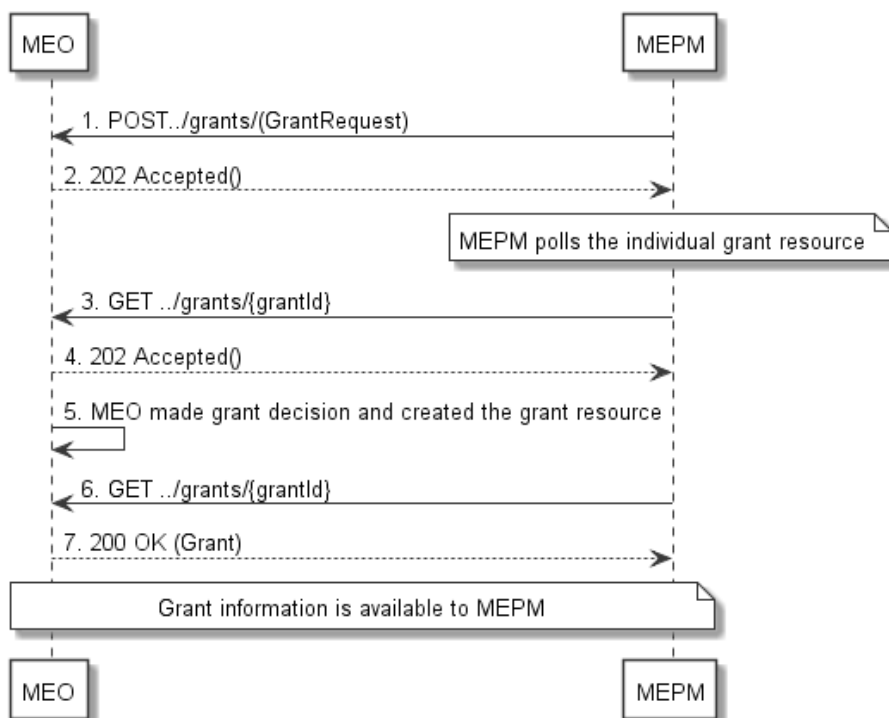 MEO MEPM
1. POST../grants/(GrantRequest)
2. 202 Accepted()
MEPM polls the individual grant resource
3. GET ../grants/{grantId}
4. 202 Accepted()
5. MEO made grant decision and created the grant resource
6. GET ../grants/{grantId}
7. 200 OK (Grant)
Grant information is available to MEPM
MEO MEPM